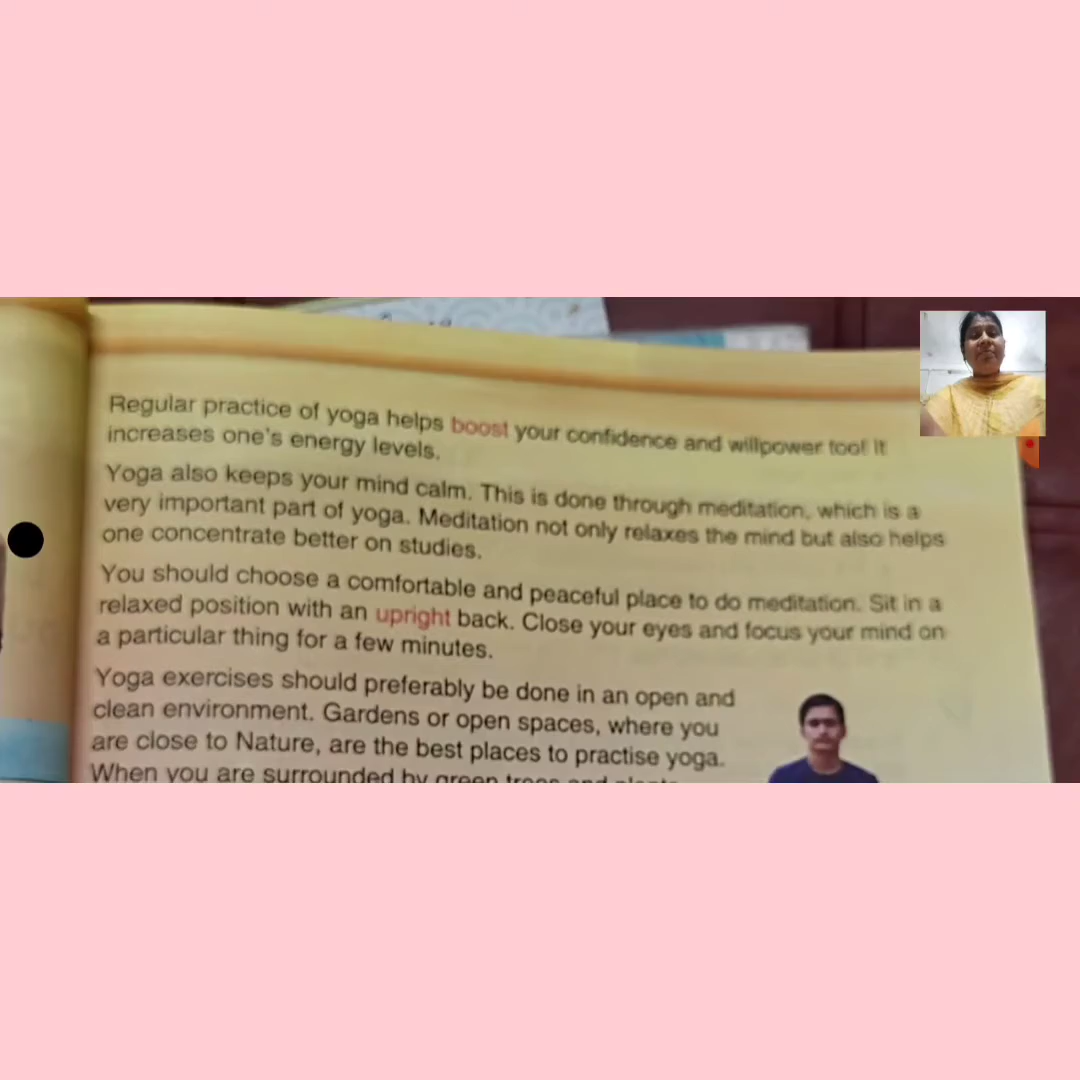 Regular practice of yoga helps boost your confidence and willpower too! It
increases one's energy levels.
Yoga also keeps your mind calm. This is done through meditation, which is a
very important part of yoga. Meditation not only relaxes the mind but also helps
one concentrate better on studies.
You should choose a comfortable and peaceful place to do meditation. Sit in a
relaxed position with an upright back. Close your eyes and focus your mind on
a particular thing for a few minutes.
Yoga exercises should preferably be done in an open and
clean environment. Gardens or open spaces, where you
are close to Nature, are the best places to practise yoga.
When you are surrounded by green trees and plants